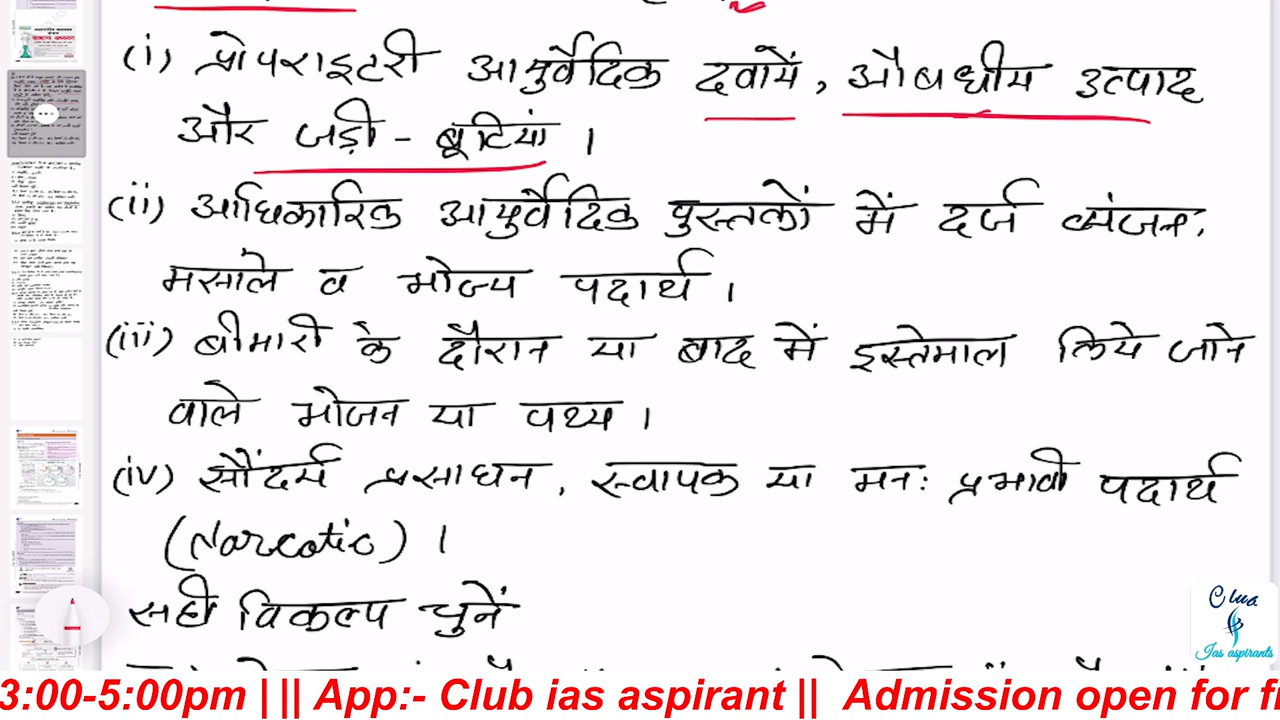 (i) प्रोपराइटरी आयुर्वेदिक दवायें, औषधीय उत्पाद
और जड़ी - बूटियां ।
(ii) आधिकारिक आयुर्वेदिक पुस्तकों में दर्ज व्यंजन,
मसाले व भोज्य पदार्थ ।
(iii) बीमारी के दौरान या बाद में इस्तेमाल लिये जाने
वाले भोजन या पथ्य ।
(iv) सौंदर्य प्रसाधन, स्वापक या मनः प्रभावी पदार्थ
(Narcotic) ।
सही विकल्प चुनें
Club
Ias aspirants
3:00-5:00pm | || App:- Club ias aspirant || Admission open for fi